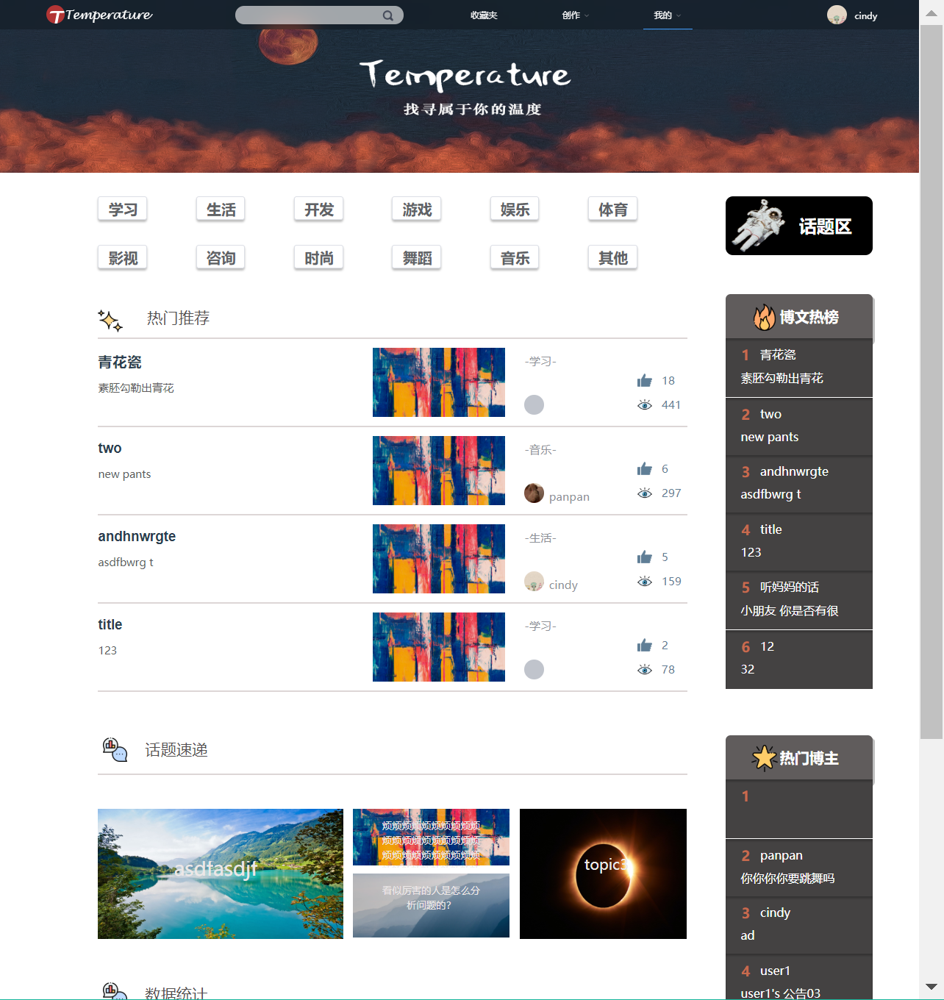 Temperature
收藏夹
创作
我的
cindy
Temperature
找寻属于你的温度
学习
生活
开发
游戏
娱乐
体育
影视
咨询
时尚
舞蹈
音乐
其他
话题区
热门推荐
青花瓷
素胚勾勒出青花
-学习-
18
441
two
new pants
-音乐-
6
panpan
297
andhnwrgte
asdfbwrg t
-生活-
5
cindy
159
title
123
-学习-
2
78
博文热榜
1 青花瓷
素胚勾勒出青花
2 two
new pants
3 andhnwrgte
asdfbwrg t
4 title
123
5 听妈妈的话
小朋友 你是否有很
6 12
32
话题速递
asdfasdjf
烦烦烦烦烦烦烦烦烦烦
烦烦烦烦烦烦烦烦烦烦
烦烦烦烦烦烦烦烦烦烦
看似厉害的人是怎么分
析问题的?
topic3
热门博主
1
2 panpan
你你你你要跳舞吗
3 cindy
ad
4 user1
user1's 公告03
数据统计